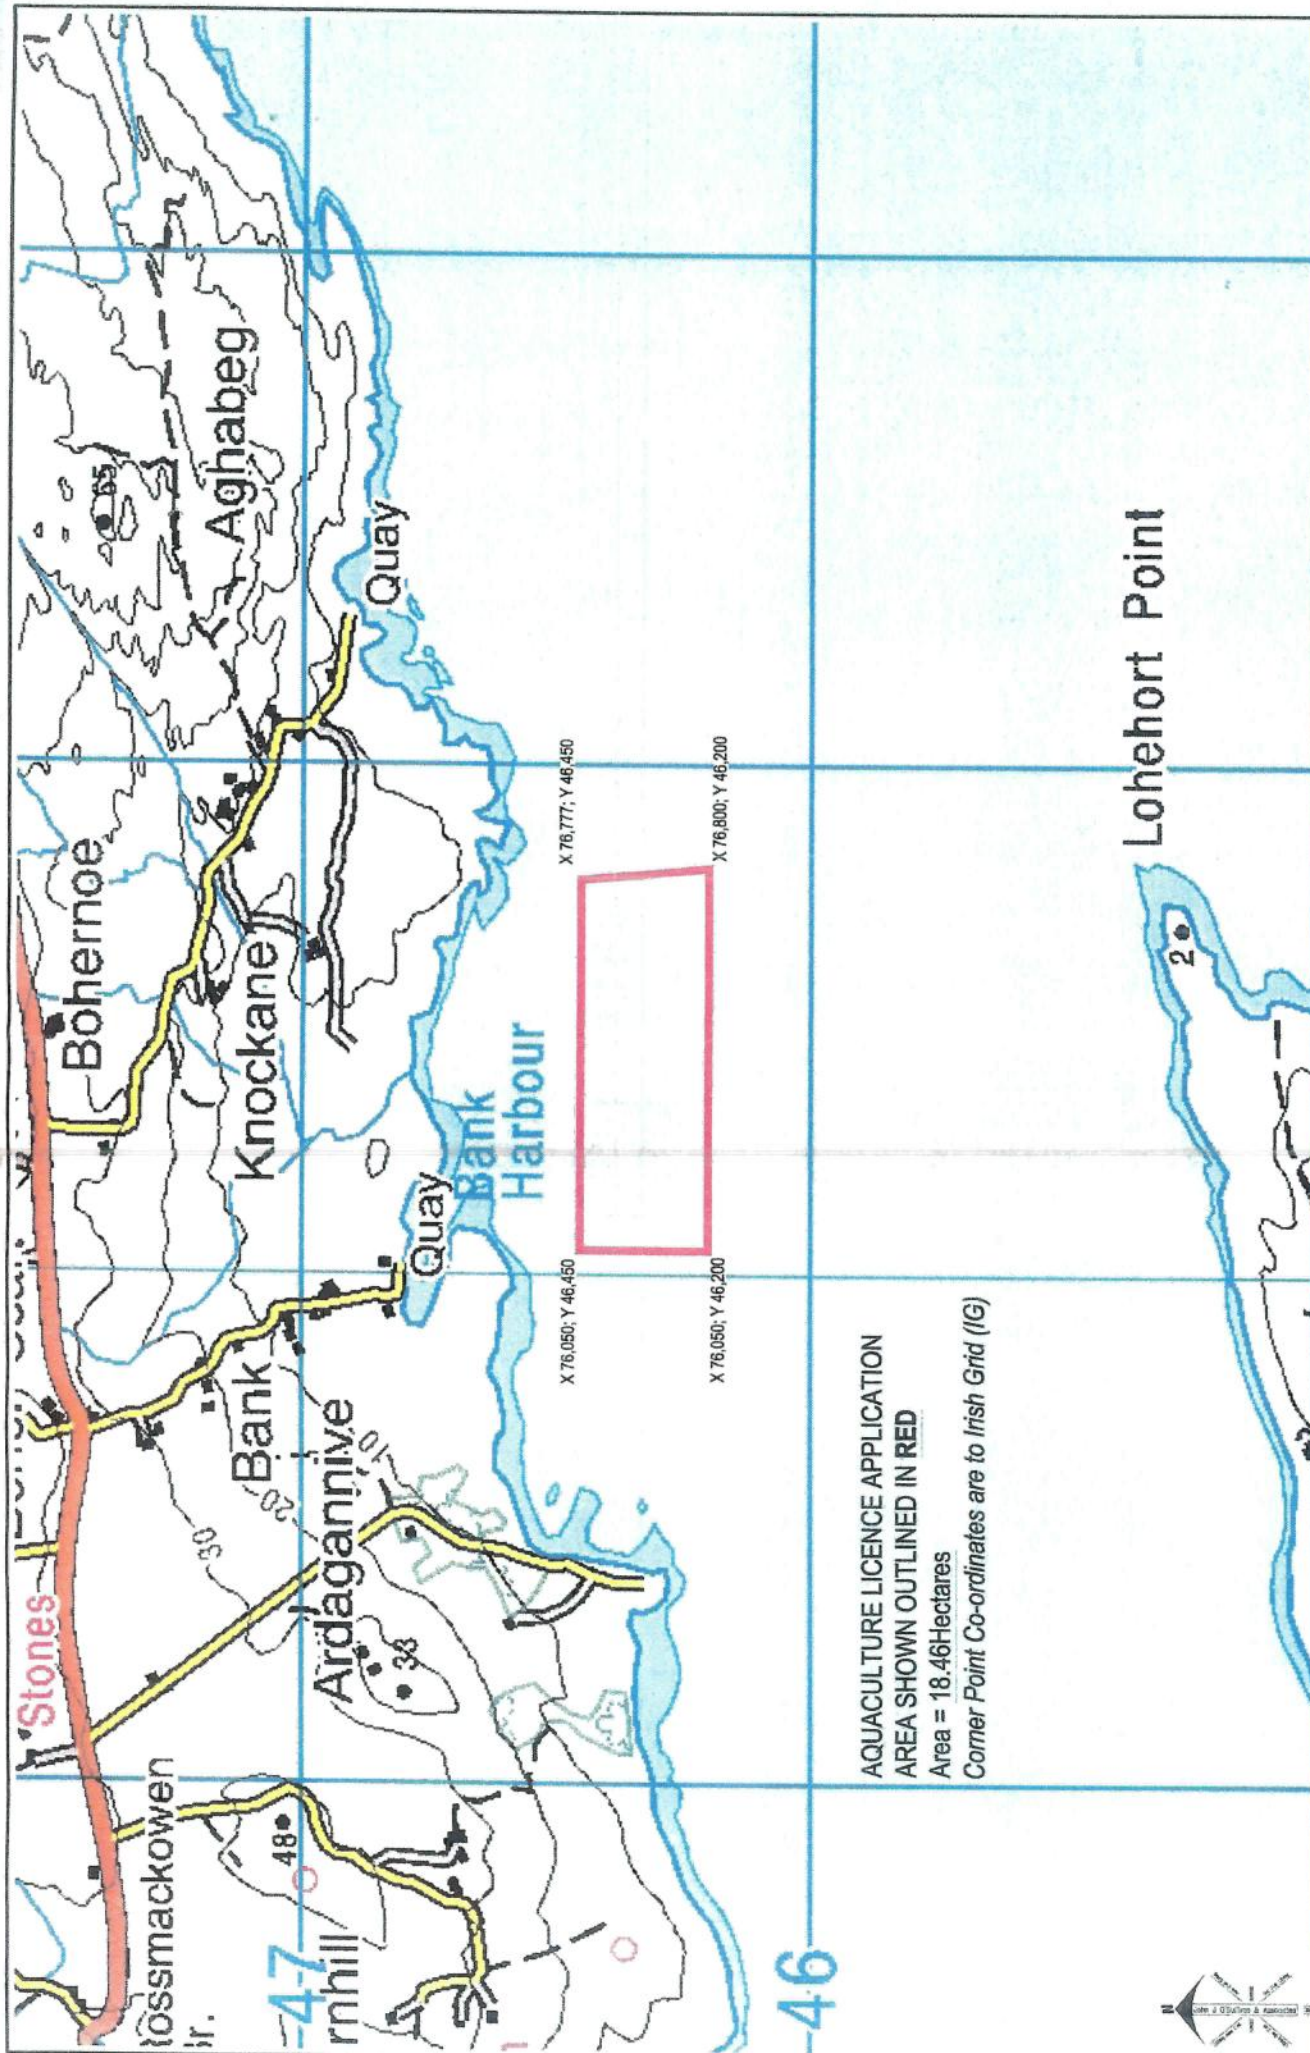 Stones
Bohernoe
Aghabeg
65
Knockane
Bank
Ardagannive
30
20
10
33
48
47
Quay
Quay
Bank
Harbour
X 76,050; Y 46,450
X 76,777; Y 46,450
X 76,050; Y 46,200
X 76,800; Y 46,200
46
AQUACULTURE LICENCE APPLICATION
AREA SHOWN OUTLINED IN RED
Area = 18.46Hectares
Corner Point Co-ordinates are to Irish Grid (IG)
Lohehort Point
2
N